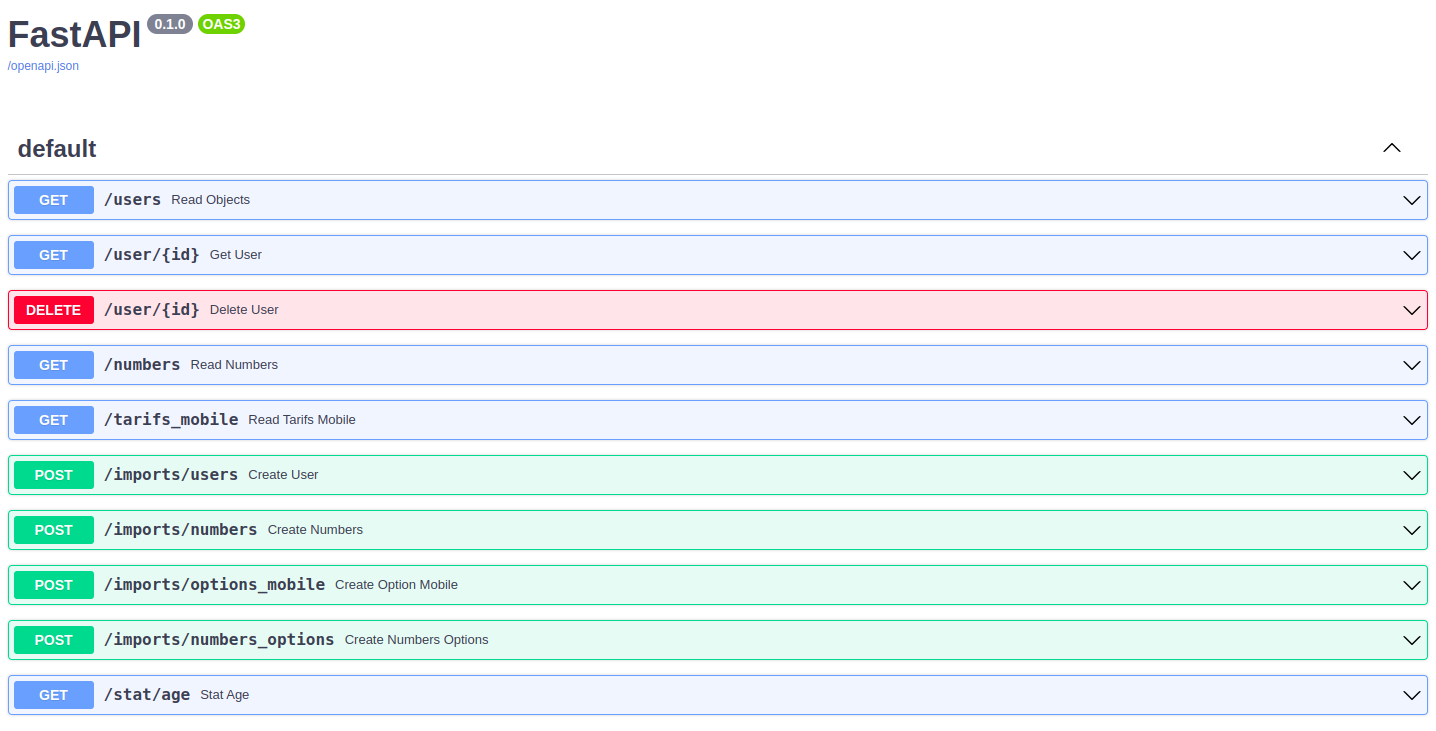 FastAPI 0.1.0 OAS3
/openapi.json
default
GET /users Read Objects
GET /user/{id} Get User
DELETE /user/{id} Delete User
GET /numbers Read Numbers
GET /tarifs_mobile Read Tarifs Mobile
POST /imports/users Create User
POST /imports/numbers Create Numbers
POST /imports/options_mobile Create Option Mobile
POST /imports/numbers_options Create Numbers Options
GET /stat/age Stat Age